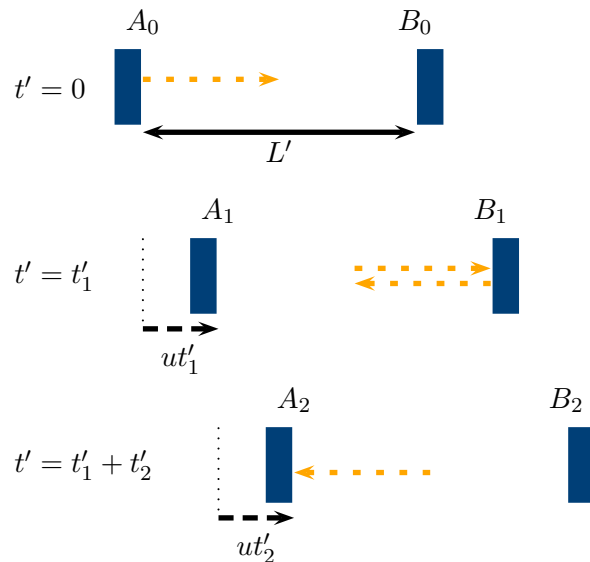 A₀ B₀
t′ = 0
L′
A₁ B₁
t′ = t′₁
ut′₁
A₂ B₂
t′ = t′₁ + t′₂
ut′₂